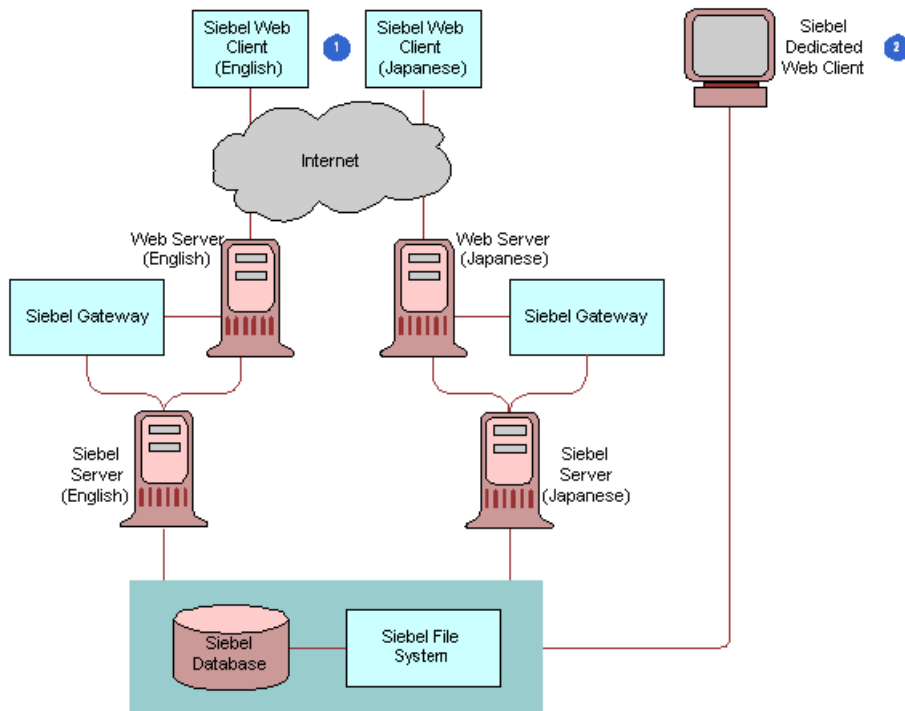 Siebel Web
Client
(English)
1
Siebel Web
Client
(Japanese)
Siebel
Dedicated
Web Client
2
Internet
Web Server
(English)
Web Server
(Japanese)
Siebel Gateway
Siebel Gateway
Siebel
Server
(English)
Siebel
Server
(Japanese)
Siebel
Database
Siebel File
System